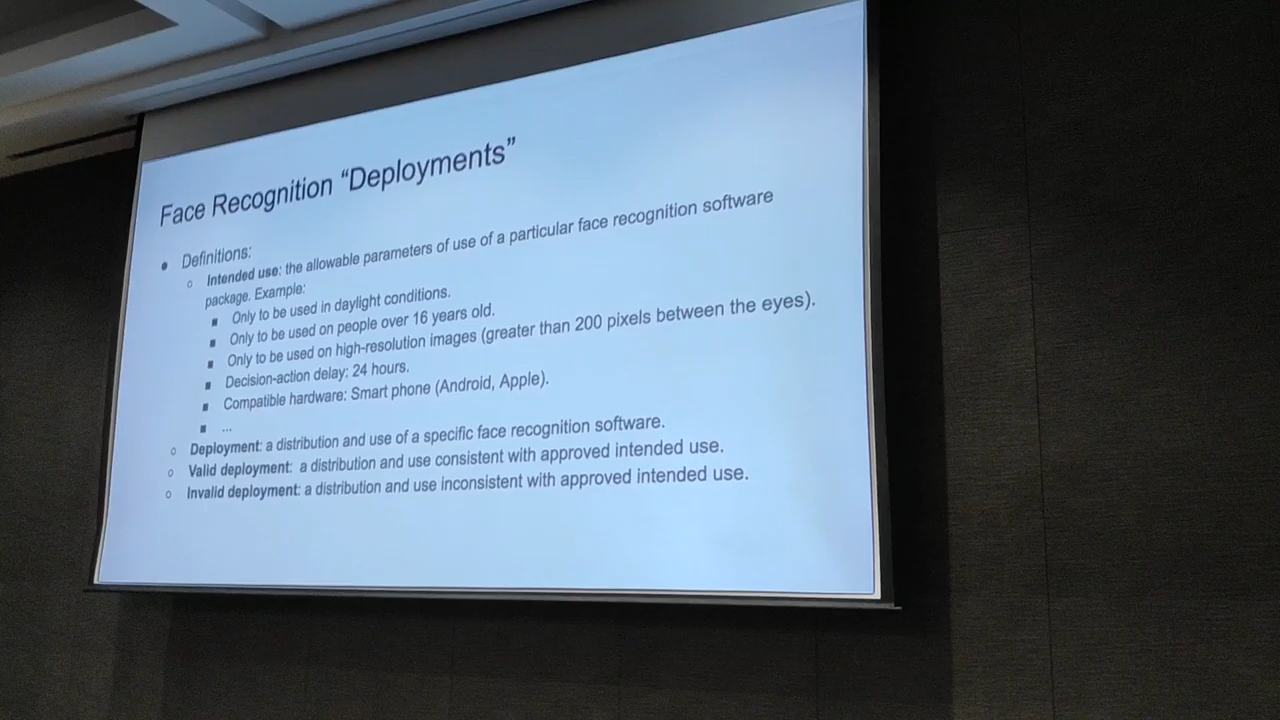 Face Recognition “Deployments”
● Definitions:
○ Intended use: the allowable parameters of use of a particular face recognition software
package. Example:
■ Only to be used in daylight conditions.
■ Only to be used on people over 16 years old.
■ Only to be used on high-resolution images (greater than 200 pixels between the eyes).
■ Decision-action delay: 24 hours.
■ Compatible hardware: Smart phone (Android, Apple).
■ ...
○ Deployment: a distribution and use of a specific face recognition software.
○ Valid deployment: a distribution and use consistent with approved intended use.
○ Invalid deployment: a distribution and use inconsistent with approved intended use.